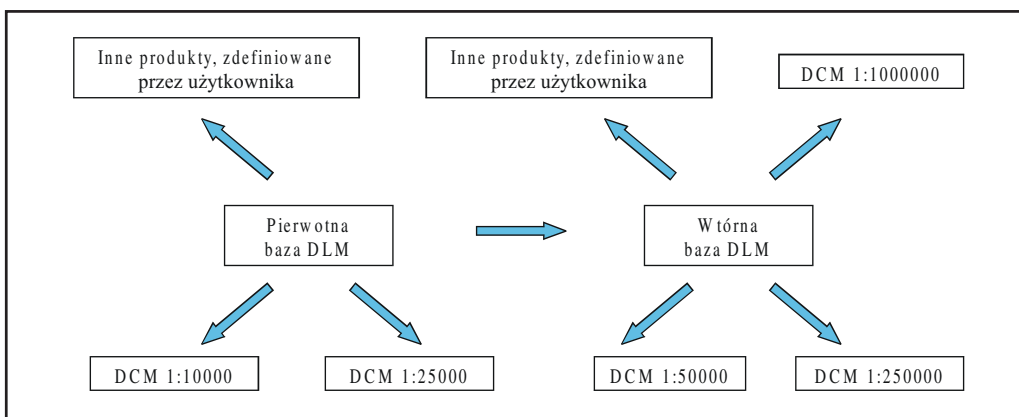 Inne produkty, zdefiniowane
przez użytkownika
Inne produkty, zdefiniowane
przez użytkownika
DCM 1:1000000
Pierwotna
baza DLM
Wtórna
baza DLM
DCM 1:10000
DCM 1:25000
DCM 1:50000
DCM 1:250000